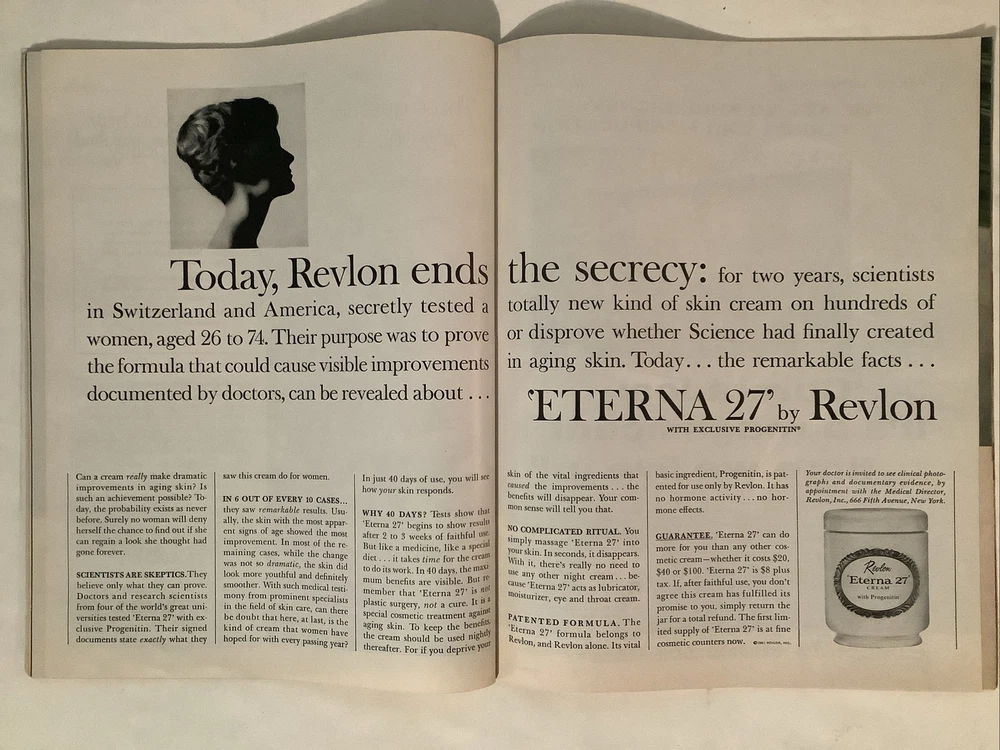 Today, Revlon ends the secrecy: for two years, scientists
in Switzerland and America, secretly tested a totally new kind of skin cream on hundreds of
women, aged 26 to 74. Their purpose was to prove or disprove whether Science had finally created
the formula that could cause visible improvements in aging skin. Today... the remarkable facts ...
documented by doctors, can be revealed about ...
'ETERNA 27' by Revlon
WITH EXCLUSIVE PROGENITIN®
Can a cream really make dramatic
improvements in aging skin? Is
such an achievement possible? To-
day, the probability exists as never
before. Surely no woman will deny
herself the chance to find out if she
can regain a look she thought had
gone forever.
SCIENTISTS ARE SKEPTICS. They
believe only what they can prove.
Doctors and research scientists
from four of the world's great uni-
versities tested 'Eterna 27' with ex-
clusive Progenitin. Their signed
documents state exactly what they
saw this cream do for women.
IN 6 OUT OF EVERY 10 CASES...
they saw remarkable results. Usu-
ally, the skin with the most appar-
ent signs of age showed the most
improvement. In most of the re-
maining cases, while the change
was not so dramatic, the skin did
look more youthful and definitely
smoother. With such medical testi-
mony from prominent specialists
in the field of skin care, can there
be doubt that here, at last, is the
kind of cream that women have
hoped for with every passing year?
In just 40 days of use, you will see
how your skin responds.
WHY 40 DAYS? Tests show that
'Eterna 27' begins to show results
after 2 to 3 weeks of faithful use.
But like a medicine, like a special
diet...it takes time for the cream
to do its work. In 40 days, the maxi-
mum benefits are visible. But re-
member that 'Eterna 27' is not
plastic surgery, not a cure. It is a
special cosmetic treatment against
aging skin. To keep the benefits,
the cream should be used nightly
thereafter. For if you deprive your
skin of the vital ingredients that
caused the improvements...the
benefits will disappear. Your com-
mon sense will tell you that.
NO COMPLICATED RITUAL. You
simply massage 'Eterna 27' into
your skin. In seconds, it disappears.
With it, there's really no need to
use any other night cream...be-
cause 'Eterna 27' acts as lubricator,
moisturizer, eye and throat cream.
PATENTED FORMULA. The
'Eterna 27' formula belongs to
Revlon, and Revlon alone. Its vital
basic ingredient, Progenitin, is pat-
ented for use only by Revlon. It has
no hormone activity...no hor-
mone effects.
GUARANTEE. 'Eterna 27' can do
more for you than any other cos-
metic cream—whether it costs $20,
$40 or $100. 'Eterna 27' is $8 plus
tax. If, after faithful use, you don't
agree this cream has fulfilled its
promise to you, simply return the
jar for a total refund. The first lim-
ited supply of 'Eterna 27' is at fine
cosmetic counters now. ©1961 REVLON, INC.
Your doctor is invited to see clinical photo-
graphs and documentary evidence, by
appointment with the Medical Director,
Revlon, Inc., 666 Fifth Avenue, New York.
Revlon
'Eterna 27'
CREAM
with Progenitin